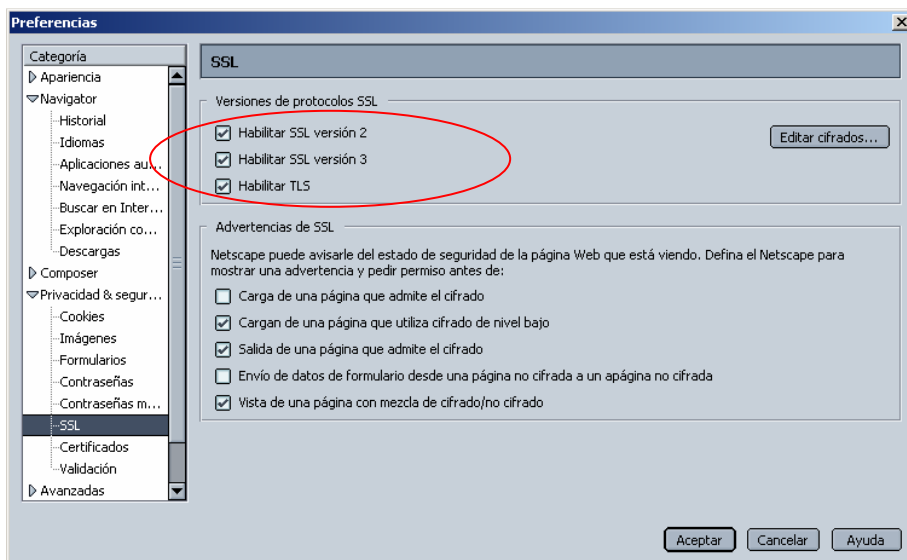 Preferencias
Categoría
Apariencia
Navigator
Historial
Idiomas
Aplicaciones au...
Navegación int...
Buscar en Inter...
Exploración co...
Descargas
Composer
Privacidad & segur...
Cookies
Imágenes
Formularios
Contraseñas
Contraseñas m...
SSL
Certificados
Validación
Avanzadas
SSL
Versiones de protocolos SSL
Habilitar SSL versión 2
Habilitar SSL versión 3
Habilitar TLS
Editar cifrados...
Advertencias de SSL
Netscape puede avisarle del estado de seguridad de la página Web que está viendo. Defina el Netscape para
mostrar una advertencia y pedir permiso antes de:
Carga de una página que admite el cifrado
Cargan de una página que utiliza cifrado de nivel bajo
Salida de una página que admite el cifrado
Envío de datos de formulario desde una página no cifrada a un apágina no cifrada
Vista de una página con mezcla de cifrado/no cifrado
Aceptar
Cancelar
Ayuda